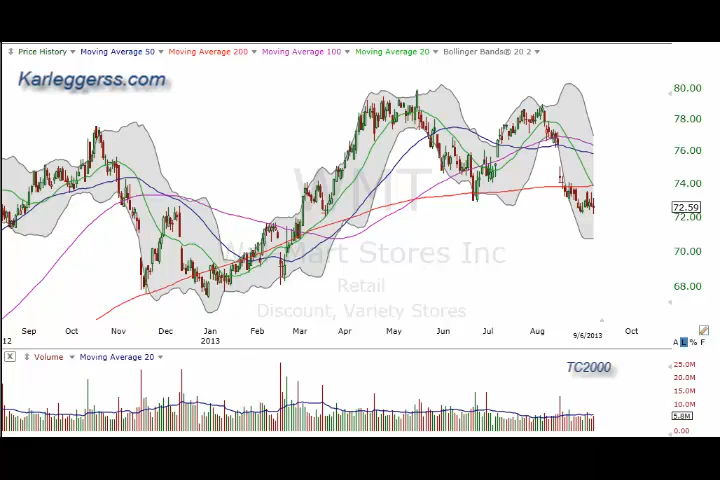 Price History Moving Average 50 Moving Average 200 Moving Average 100 Moving Average 20 Bollinger Bands® 20 2
Karleggerss.com
80.00
78.00
76.00
74.00
72.59
72.00
70.00
68.00
WMT
Wal-Mart Stores Inc
Retail
Discount, Variety Stores
12 Sep Oct Nov Dec Jan 2013 Feb Mar Apr May Jun Jul Aug 9/6/2013 Oct
A L % F
X Volume Moving Average 20
TC2000
25.0M
20.0M
15.0M
10.0M
5.8M
0.00